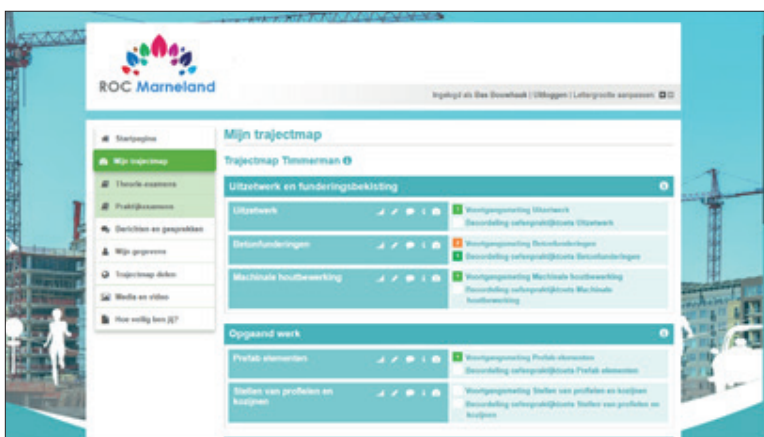 ROC Marneland
Ingelogd als Bas Bouwhuuk | Uitloggen | Lettergrootte aanpassen
Startpagina
Mijn trajectmap
Theorie-examens
Praktijkexamens
Berichten en gesprekken
Mijn gegevens
Trajectmap delen
Media en video
Hoe veilig ben jij?
Mijn trajectmap
Trajectmap Timmerman
Uitzetwerk en funderingsbekisting
Uitzetwerk
Voortgangsmeting Uitzetwerk
Beoordeling oefenpraktijktoets Uitzetwerk
Betonfunderingen
Voortgangsmeting Betonfunderingen
Beoordeling oefenpraktijktoets Betonfunderingen
Machinale houtbewerking
Voortgangsmeting Machinale houtbewerking
Beoordeling oefenpraktijktoets Machinale
houtbewerking
Opgaand werk
Prefab elementen
Voortgangsmeting Prefab elementen
Beoordeling oefenpraktijktoets Prefab elementen
Stellen van profielen en
kozijnen
Voortgangsmeting Stellen van profielen en kozijnen
Beoordeling oefenpraktijktoets Stellen van profielen en
kozijnen